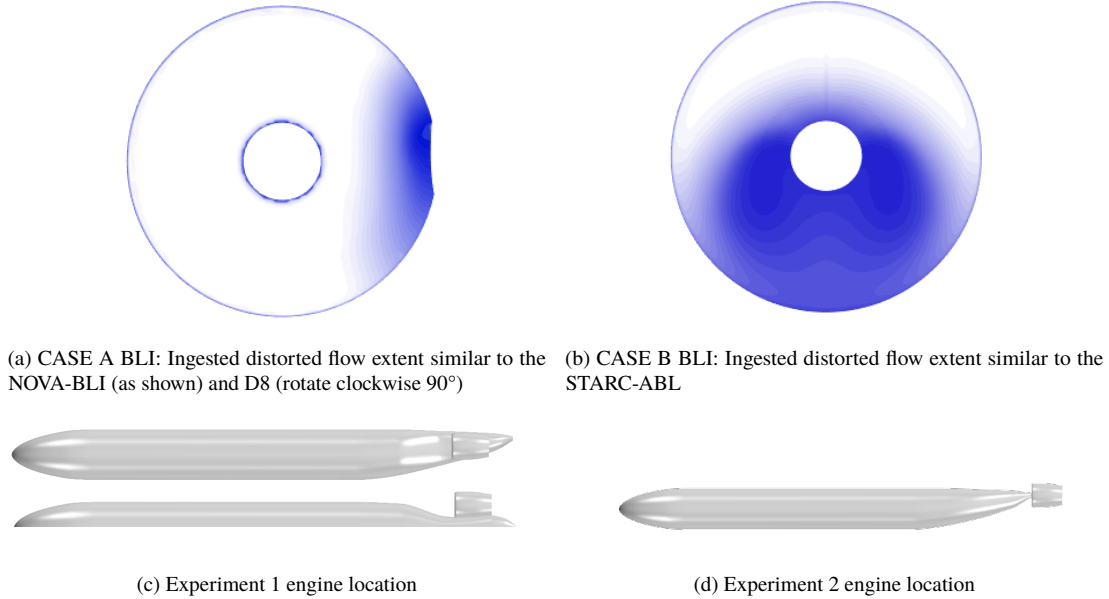 (a) CASE A BLI: Ingested distorted flow extent similar to the
NOVA-BLI (as shown) and D8 (rotate clockwise 90°)
(b) CASE B BLI: Ingested distorted flow extent similar to the
STARC-ABL
(c) Experiment 1 engine location
(d) Experiment 2 engine location